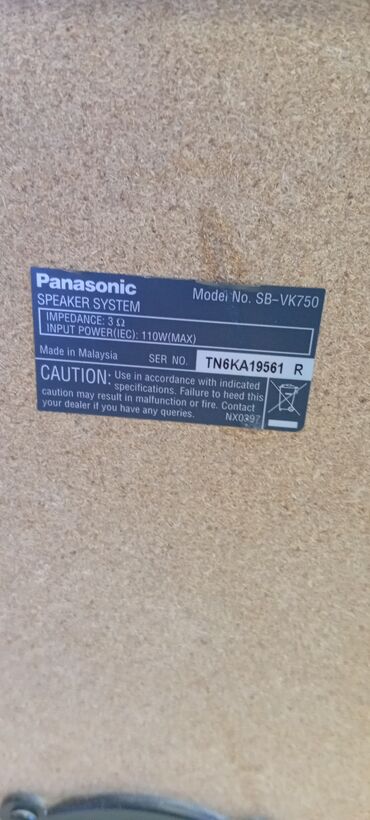 Panasonic
Model No. SB-VK750
SPEAKER SYSTEM
IMPEDANCE: 3 Ω
INPUT POWER(IEC): 110W(MAX)
Made in Malaysia
SER NO. TN6KA19561 R
CAUTION: Use in accordance with indicated
specifications. Failure to heed this
caution may result in malfunction or fire. Contact
your dealer if you have any queries.
NX0397